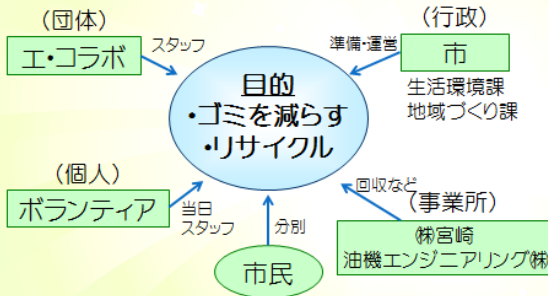 （団体）
エ・コラボ
スタッフ
（行政）
準備・運営
市
生活環境課
地域づくり課
目的
・ゴミを減らす
・リサイクル
（個人）
ボランティア
当日
スタッフ
分別
市民
回収など
（事業所）
㈱宮崎
油機エンジニアリング㈱